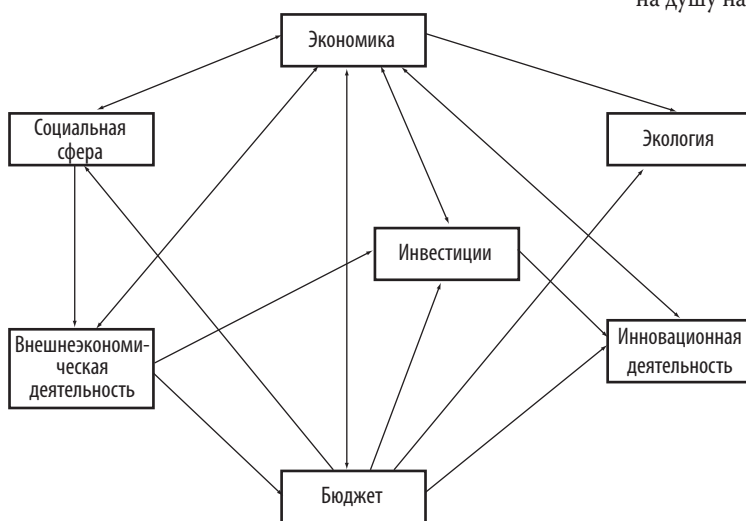 на душу на
Экономика
Социальная
сфера
Экология
Инвестиции
Внешнеэкономи-
ческая
деятельность
Инновационная
деятельность
Бюджет